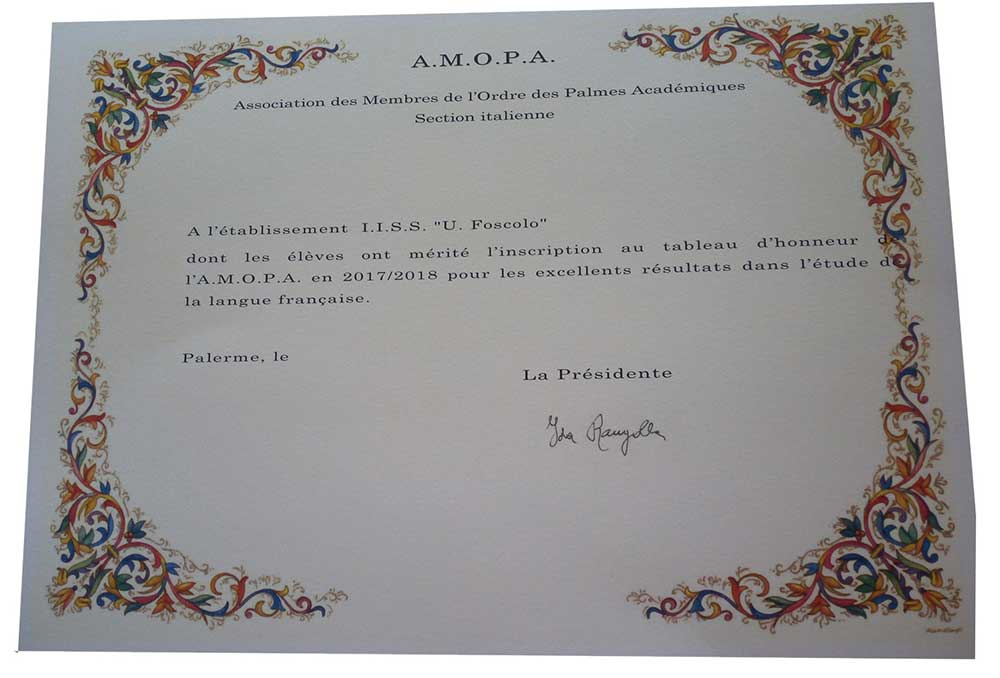 A.M.O.P.A.
Association des Membres de l'Ordre des Palmes Académiques
Section italienne
A l'établissement I.I.S.S. "U. Foscolo"
dont les élèves ont mérité l'inscription au tableau d'honneur de
l'A.M.O.P.A. en 2017/2018 pour les excellents résultats dans l'étude de
la langue française.
Palerme, le
La Présidente
Ida Rampolla